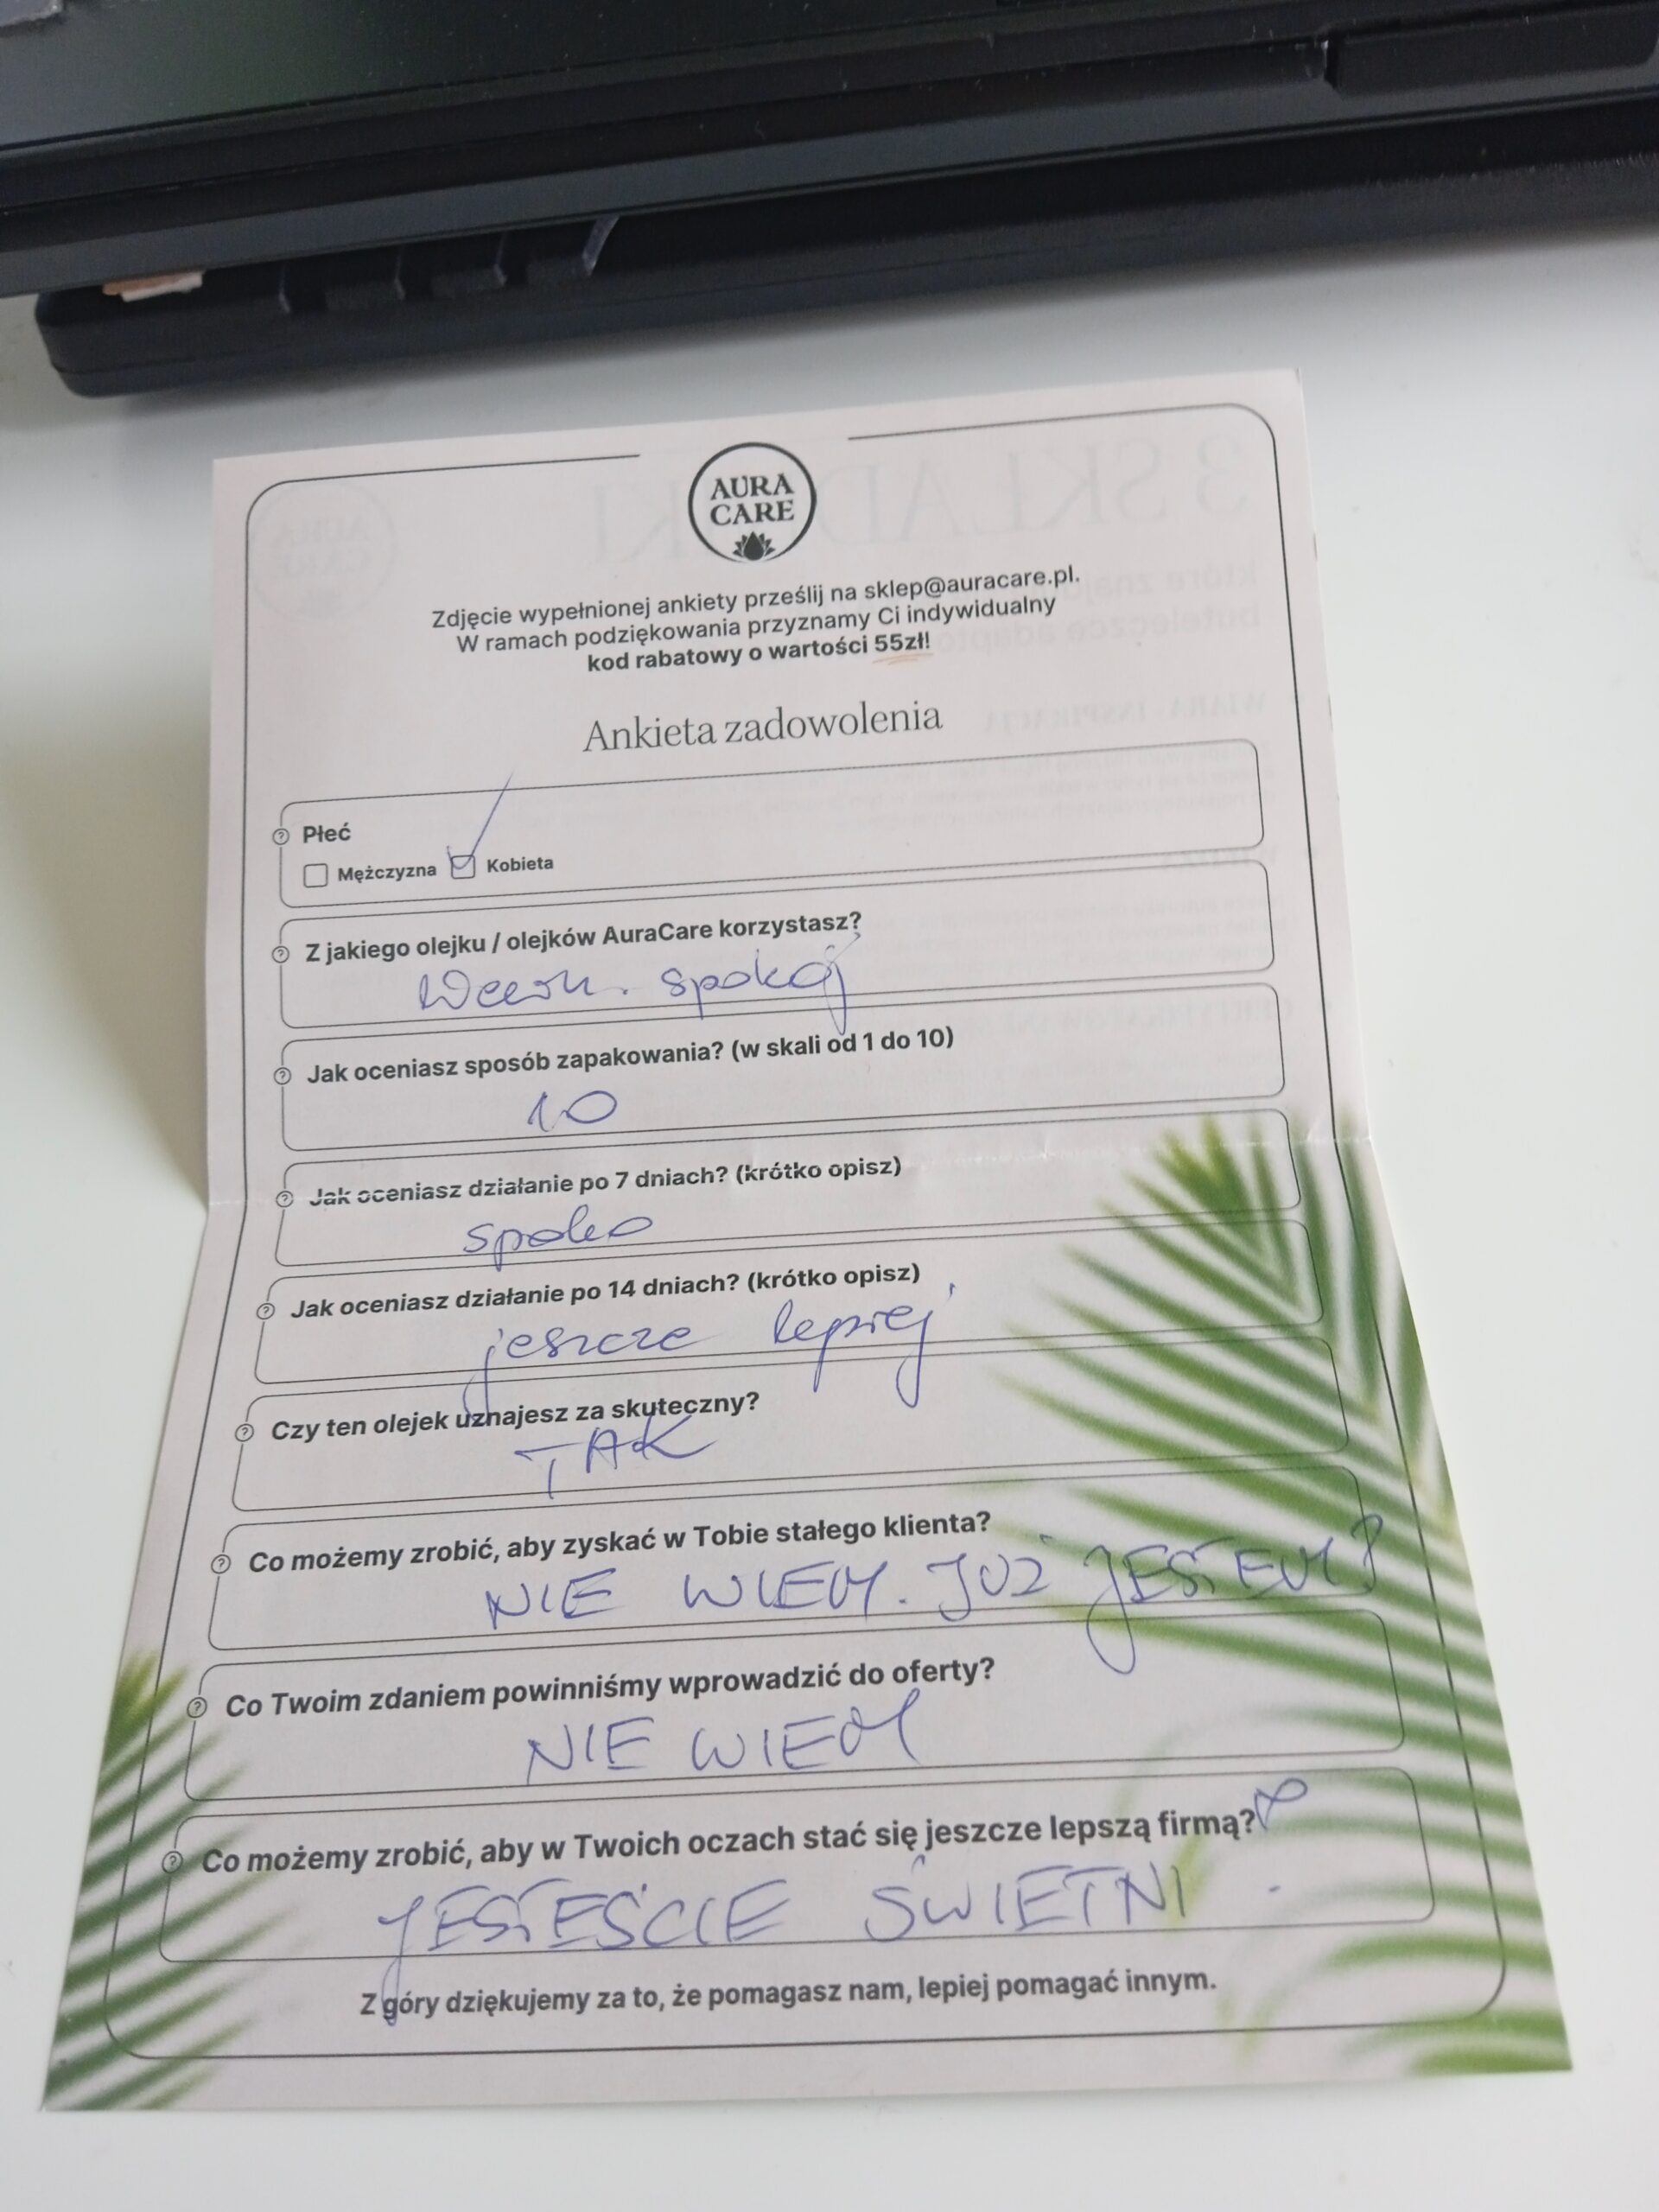 AURA
CARE
Zdjęcie wypełnionej ankiety prześlij na sklep@auracare.pl.
W ramach podziękowania przyznamy Ci indywidualny
kod rabatowy o wartości 55zł!
Ankieta zadowolenia
Płeć
Mężczyzna Kobieta
Z jakiego olejku / olejków AuraCare korzystasz?
spokój
Jak oceniasz sposób zapakowania? (w skali od 1 do 10)
10
Jak oceniasz działanie po 7 dniach? (krótko opisz)
spoko
Jak oceniasz działanie po 14 dniach? (krótko opisz)
jeszcze lepiej
Czy ten olejek uznajesz za skuteczny?
TAK
Co możemy zrobić, aby zyskać w Tobie stałego klienta?
NIE WIEM. JUŻ JESTEM?
Co Twoim zdaniem powinniśmy wprowadzić do oferty?
NIE WIEM
Co możemy zrobić, aby w Twoich oczach stać się jeszcze lepszą firmą?
JESTEŚCIE ŚWIETNI.
Z góry dziękujemy za to, że pomagasz nam, lepiej pomagać innym.